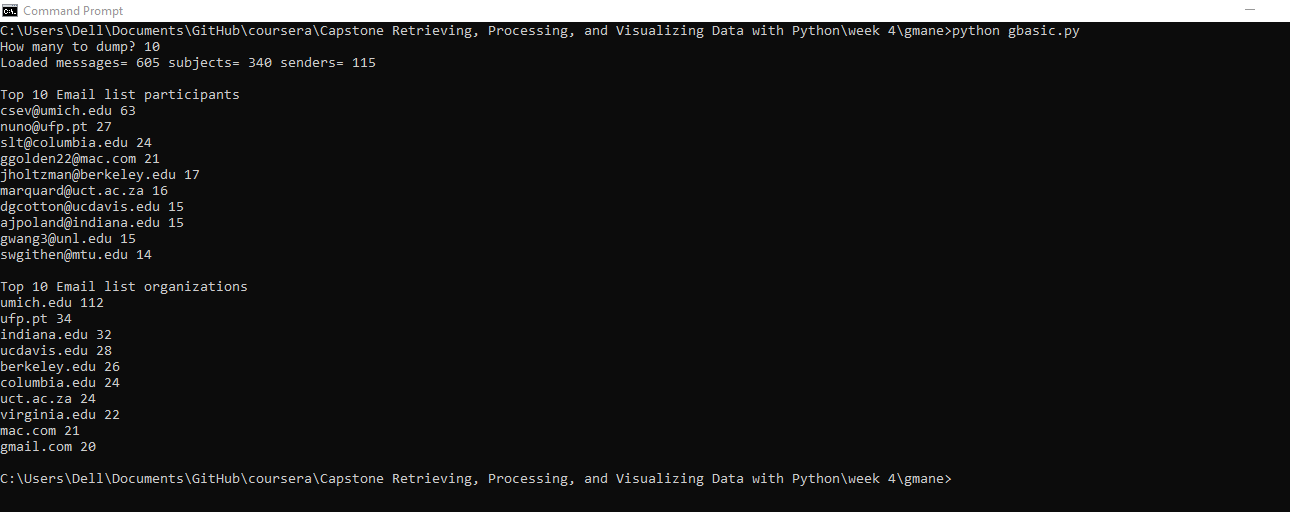 Command Prompt
C:\Users\Dell\Documents\GitHub\coursera\Capstone Retrieving, Processing, and Visualizing Data with Python\week 4\gmane>python gbasic.py
How many to dump? 10
Loaded messages= 605 subjects= 340 senders= 115
Top 10 Email list participants
csev@umich.edu 63
nuno@ufp.pt 27
slt@columbia.edu 24
ggolden22@mac.com 21
jholtzman@berkeley.edu 17
marquard@uct.ac.za 16
dgcotton@ucdavis.edu 15
ajpoland@indiana.edu 15
gwang3@unl.edu 15
swgithen@mtu.edu 14
Top 10 Email list organizations
umich.edu 112
ufp.pt 34
indiana.edu 32
ucdavis.edu 28
berkeley.edu 26
columbia.edu 24
uct.ac.za 24
virginia.edu 22
mac.com 21
gmail.com 20
C:\Users\Dell\Documents\GitHub\coursera\Capstone Retrieving, Processing, and Visualizing Data with Python\week 4\gmane>